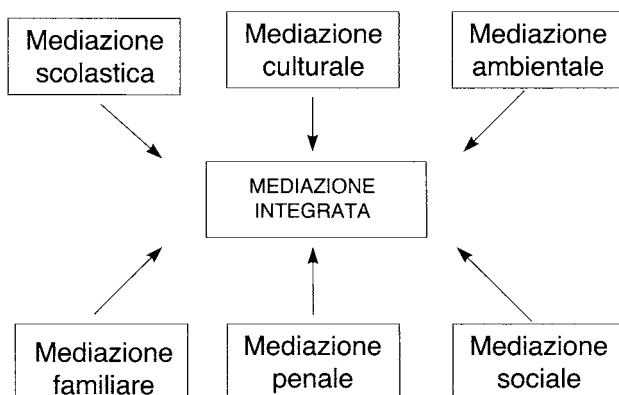 Mediazione
scolastica
Mediazione
culturale
Mediazione
ambientale
MEDIAZIONE
INTEGRATA
Mediazione
familiare
Mediazione
penale
Mediazione
sociale